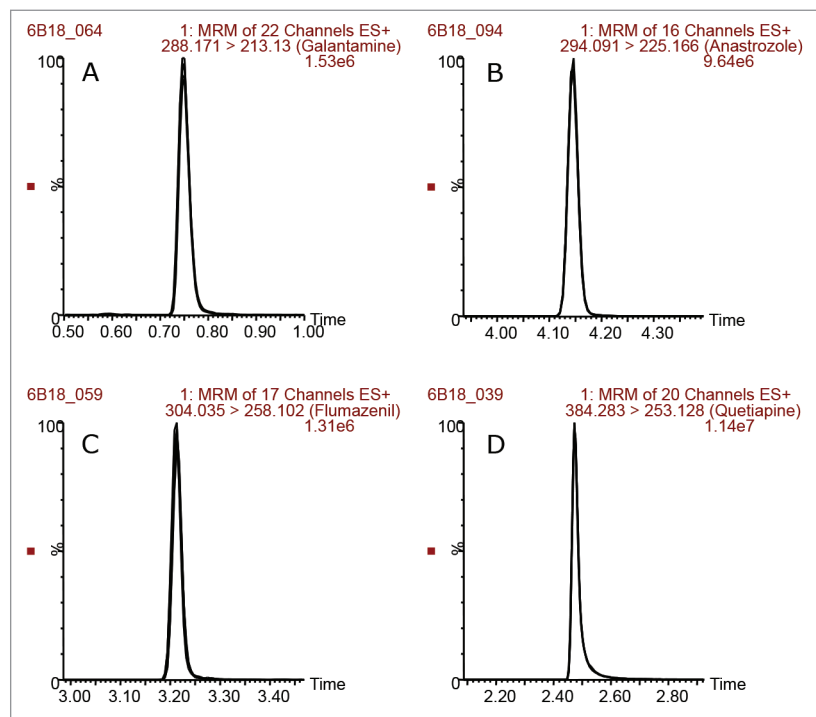 6B18_064
1: MRM of 22 Channels ES+
288.171 > 213.13 (Galantamine)
1.53e6
100
A
%
0
0.50 0.60 0.70 0.80 0.90 1.00
Time
6B18_094
1: MRM of 16 Channels ES+
294.091 > 225.166 (Anastrozole)
9.64e6
100
B
%
0
4.00 4.10 4.20 4.30
Time
6B18_059
1: MRM of 17 Channels ES+
304.035 > 258.102 (Flumazenil)
1.31e6
100
C
%
0
3.00 3.10 3.20 3.30 3.40
Time
6B18_039
1: MRM of 20 Channels ES+
384.283 > 253.128 (Quetiapine)
1.14e7
100
D
%
0
2.20 2.40 2.60 2.80
Time